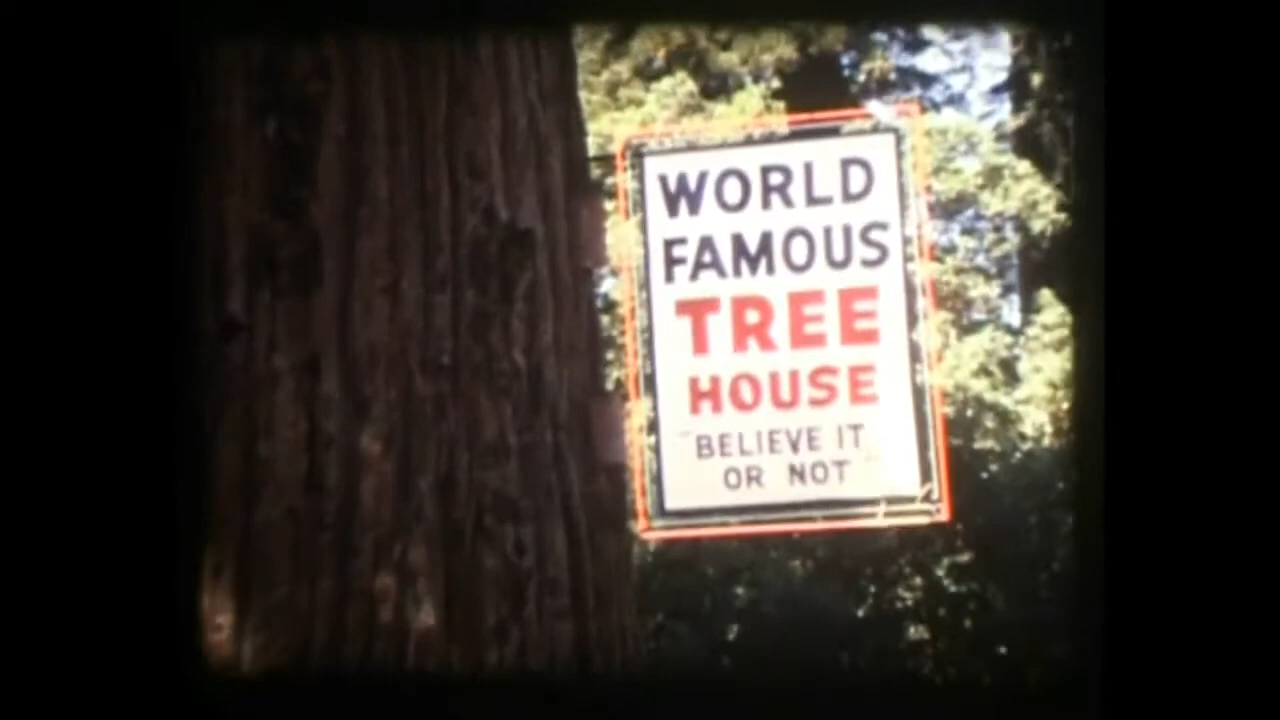 WORLD
FAMOUS
TREE
HOUSE
"BELIEVE IT
OR NOT"